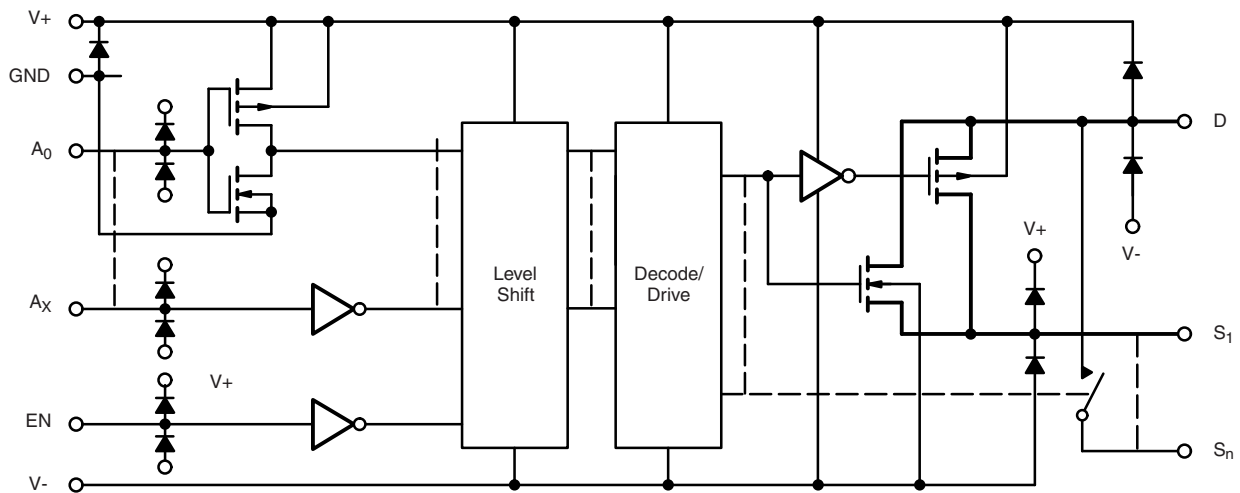 V+
GND
D
A0
V+
V-
Level
Shift
Decode/
Drive
AX
S1
V+
EN
Sn
V-